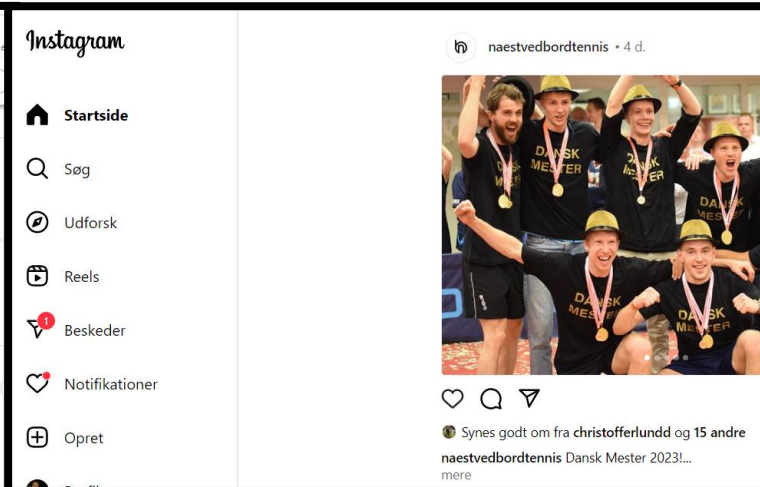 Instagram
Startside
Søg
Udforsk
Reels
1
Beskeder
Notifikationer
Opret
naestvedbordtennis • 4 d.
DANSK
MESTER
DANSK
MESTER
DANSK
MESTER
DANSK
MESTER
DANSK
MESTER
Synes godt om fra christofferlundd og 15 andre
naestvedbordtennis Dansk Mester 2023!...
mere